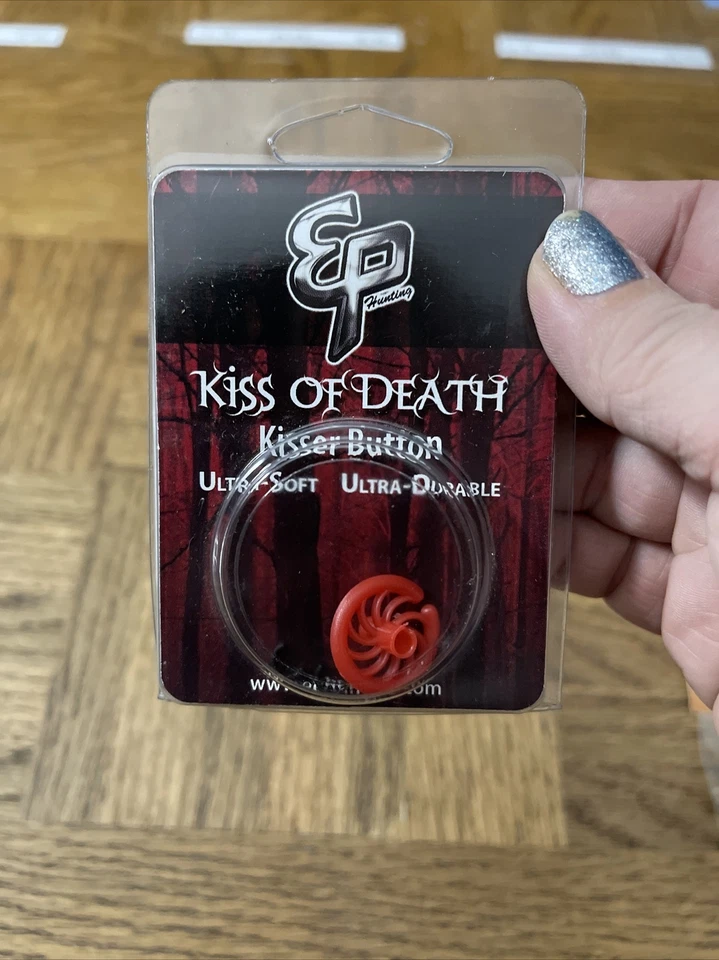 EP
Hunting
Kiss of Death
Kisser Button
Ultra-Soft Ultra-Durable